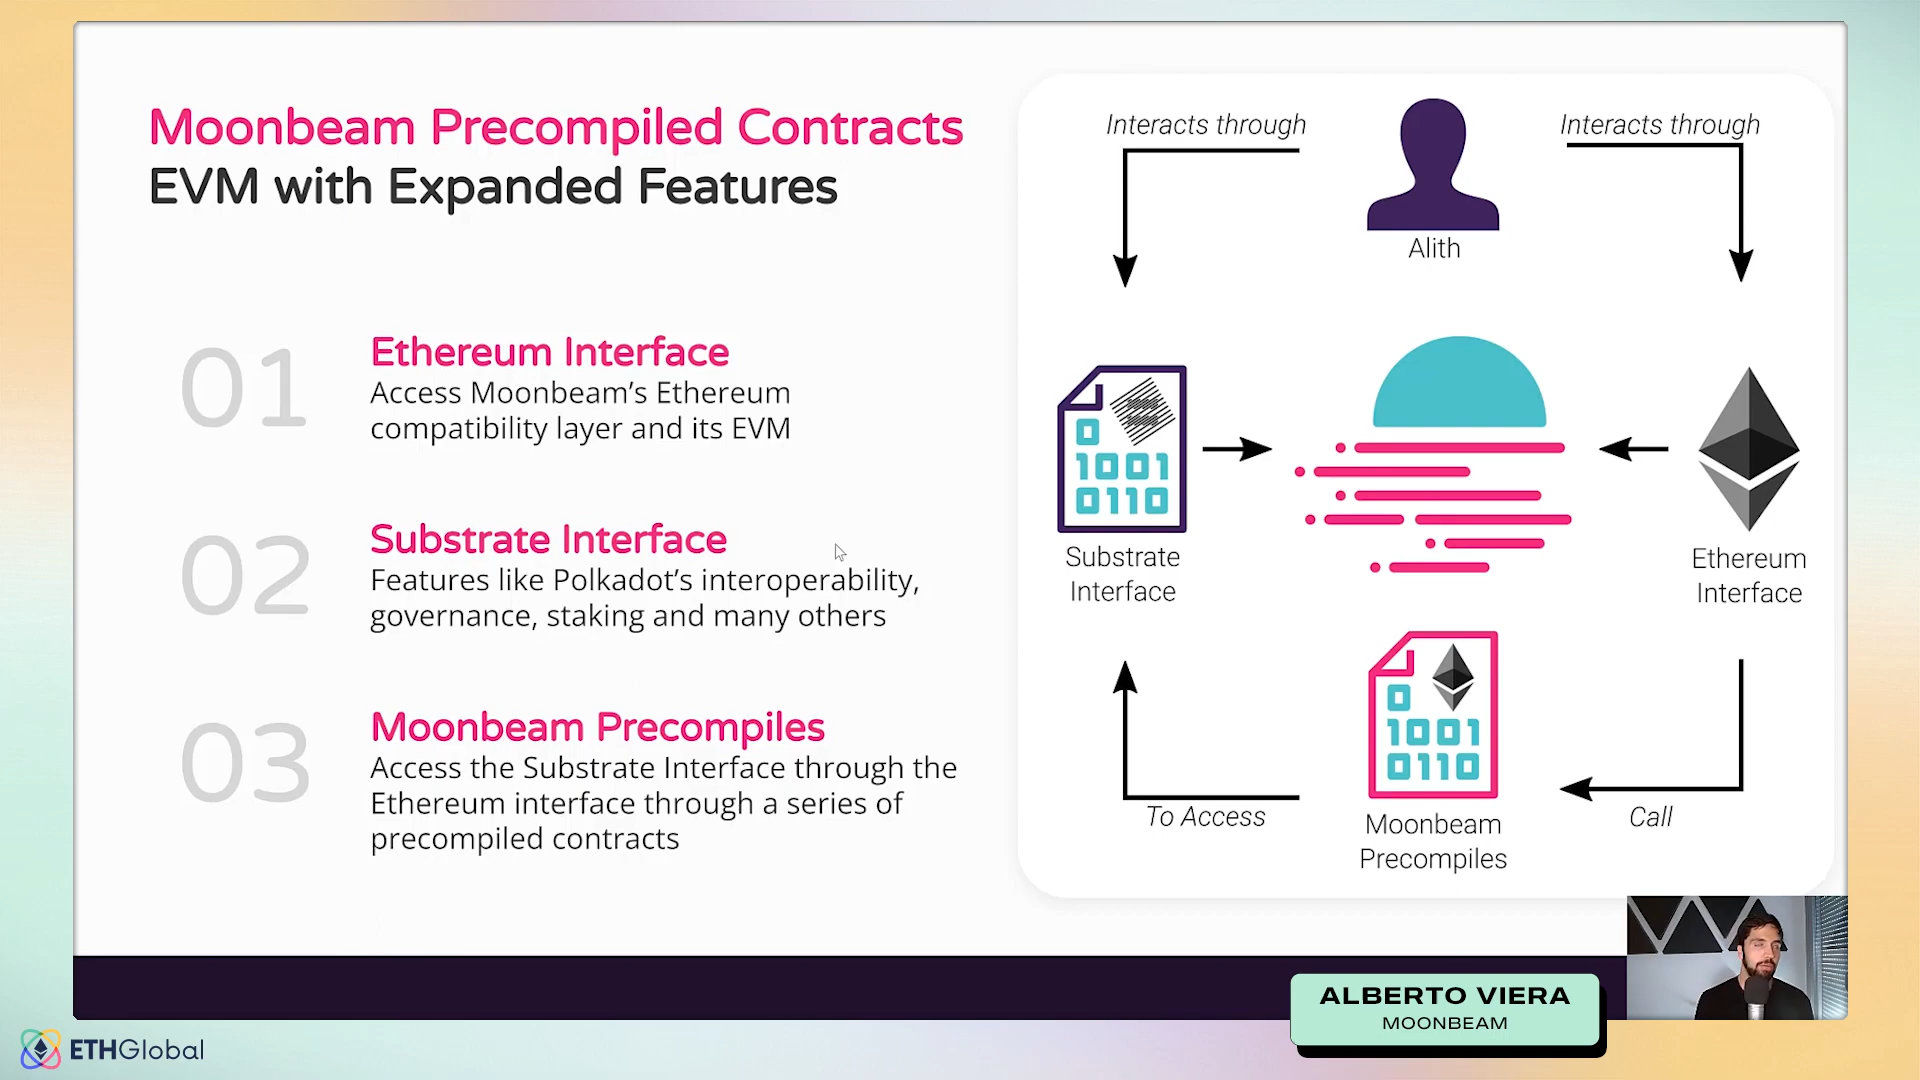 Moonbeam Precompiled Contracts
EVM with Expanded Features
01
Ethereum Interface
Access Moonbeam’s Ethereum
compatibility layer and its EVM
02
Substrate Interface
Features like Polkadot’s interoperability,
governance, staking and many others
03
Moonbeam Precompiles
Access the Substrate Interface through the
Ethereum interface through a series of
precompiled contracts
Interacts through
Interacts through
Alith
0
1001
0110
Substrate
Interface
Ethereum
Interface
0
1001
0110
To Access
Call
Moonbeam
Precompiles
ALBERTO VIERA
MOONBEAM
ETHGlobal